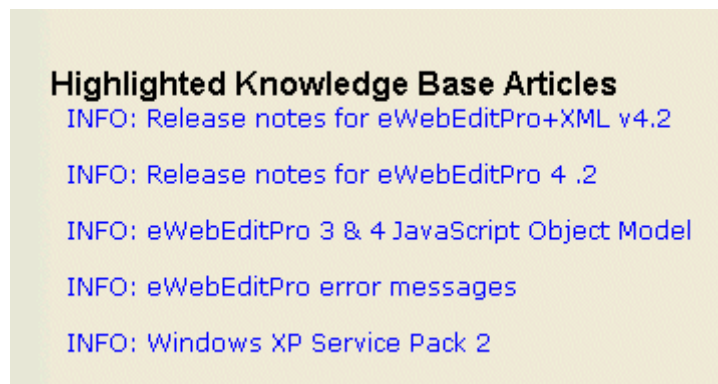 Highlighted Knowledge Base Articles
INFO: Release notes for eWebEditPro+XML v4.2
INFO: Release notes for eWebEditPro 4 .2
INFO: eWebEditPro 3 & 4 JavaScript Object Model
INFO: eWebEditPro error messages
INFO: Windows XP Service Pack 2